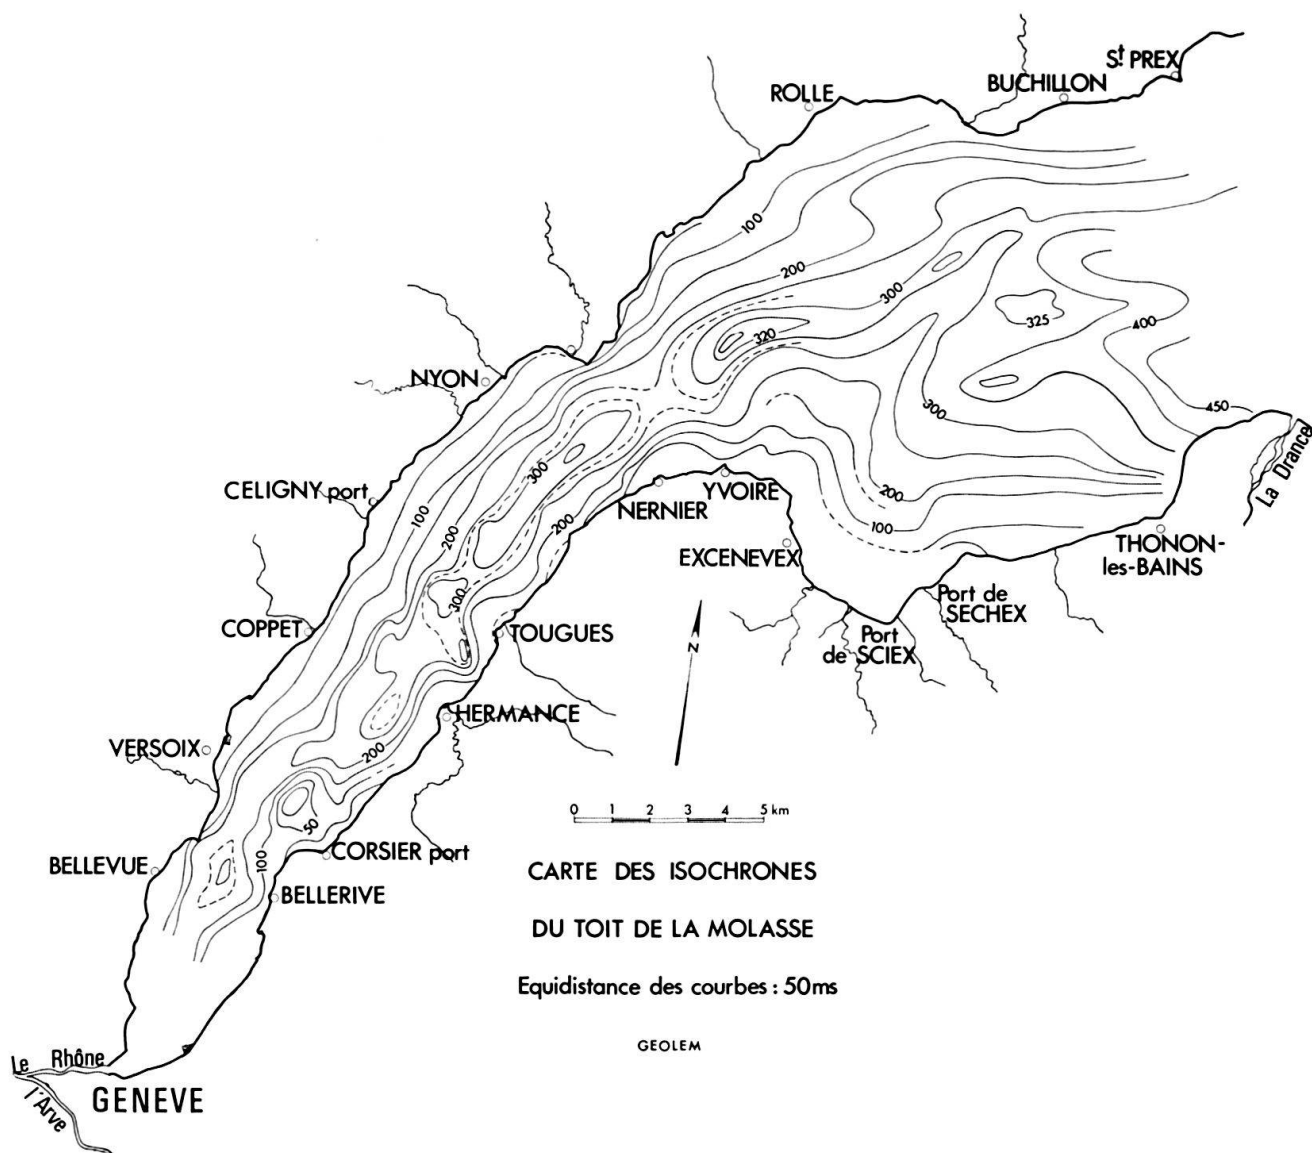 St PREX
BUCHILLON
ROLLE
100
200
300
325
400
320
NYON
300
450
300
La Drance
CELIGNY port
100
200
200
NERNIER
YVOIRE
200
100
EXCENEVEX
THONON-
les-BAINS
300
COPPET
TOUGUES
Port de
SECHEX
Port
de SCIEX
N
HERMANCE
VERSOIX
200
0 1 2 3 4 5 km
50
BELLEVUE
100
CORSIER port
CARTE DES ISOCHRONES
BELLERIVE
DU TOIT DE LA MOLASSE
Equidistance des courbes : 50ms
GEOLEM
Le Rhône
GENEVE
l'Arve